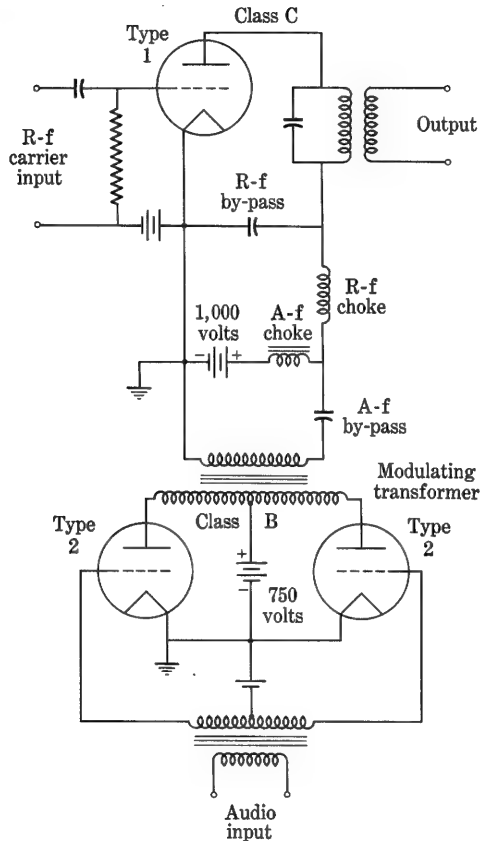 Class C
Type
1
R-f
carrier
input
Output
R-f
by-pass
R-f
choke
1,000
volts
A-f
choke
- +
A-f
by-pass
Modulating
transformer
Type
2
Class B
Type
2
+
-
750
volts
Audio
input